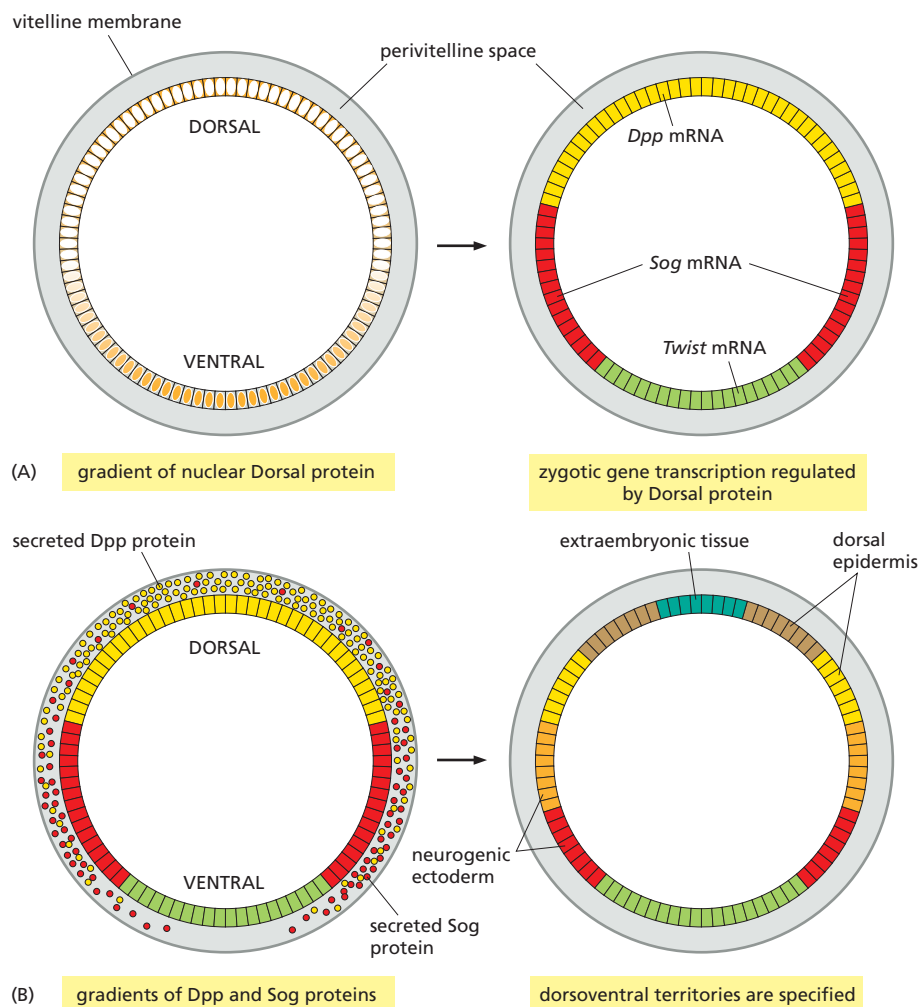 vitelline membrane
perivitelline space
DORSAL
Dpp mRNA
Sog mRNA
VENTRAL
Twist mRNA
(A)
gradient of nuclear Dorsal protein
zygotic gene transcription regulated
by Dorsal protein
secreted Dpp protein
extraembryonic tissue
dorsal
epidermis
DORSAL
neurogenic
ectoderm
VENTRAL
secreted Sog
protein
(B)
gradients of Dpp and Sog proteins
dorsoventral territories are specified